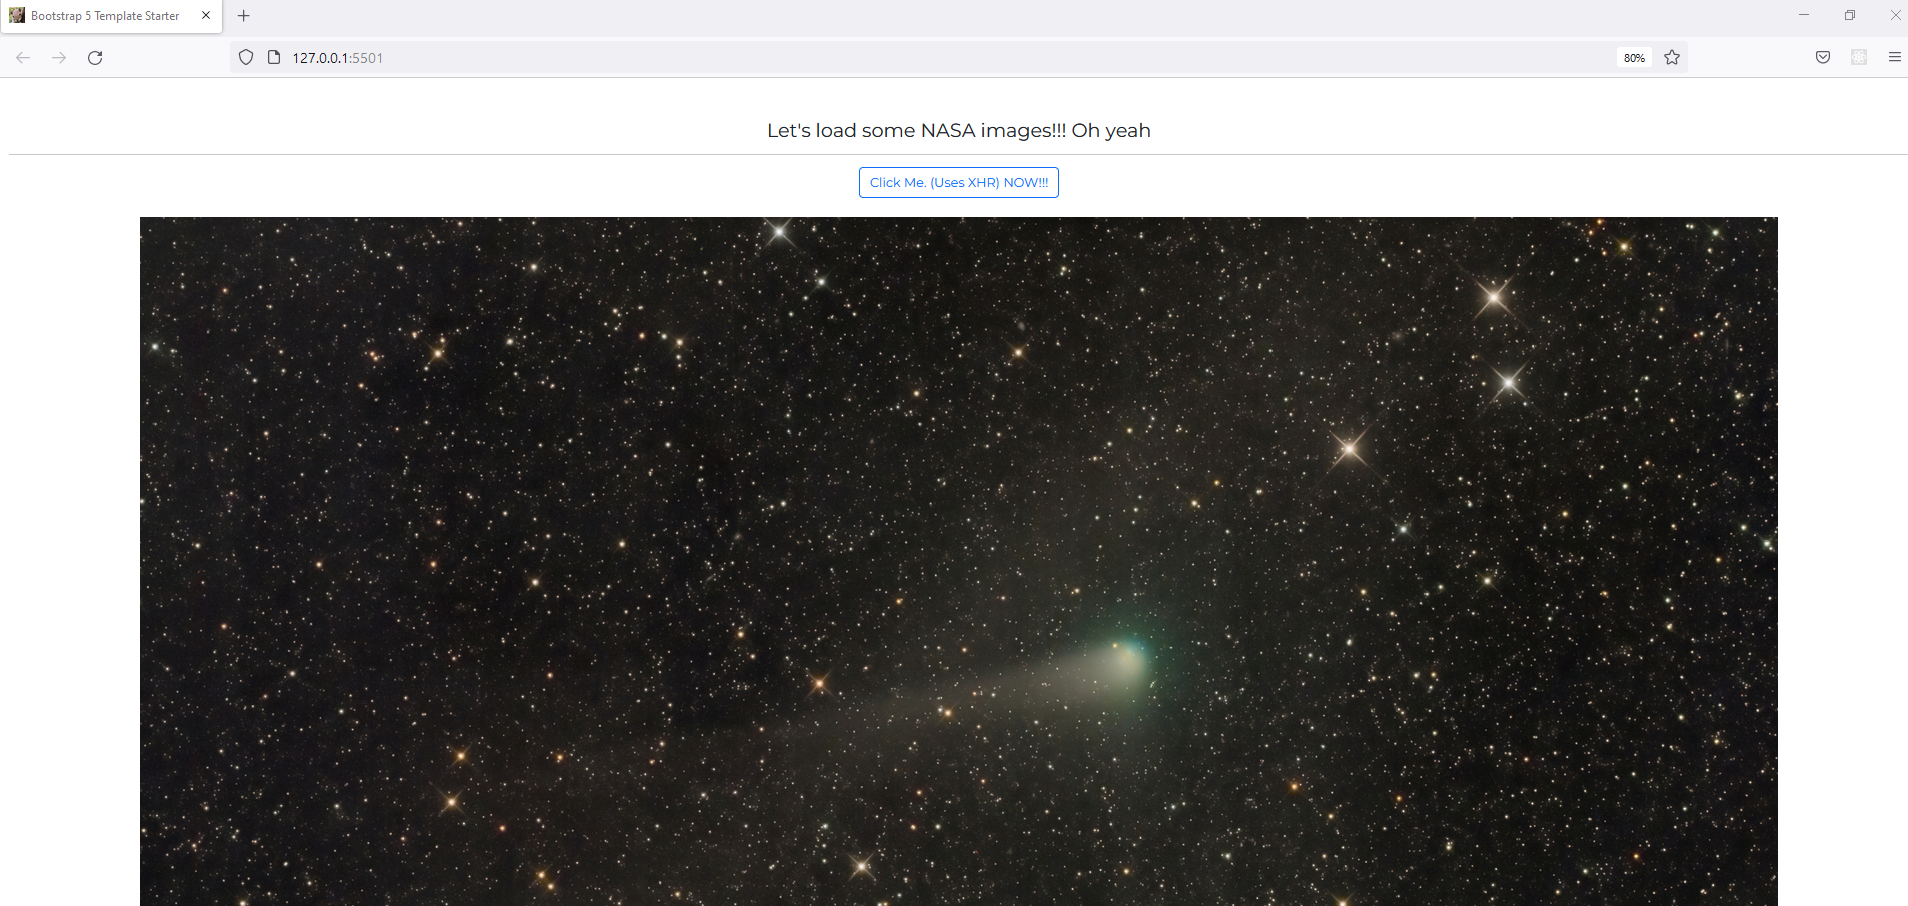 Bootstrap 5 Template Starter
127.0.0.1:5501
80%
Let's load some NASA images!!! Oh yeah
Click Me. (Uses XHR) NOW!!!